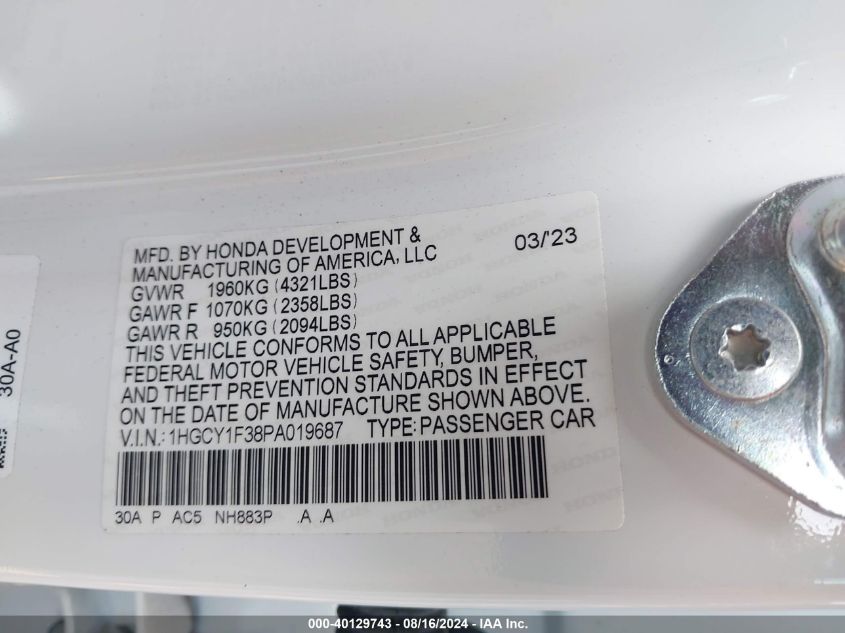 MFD. BY HONDA DEVELOPMENT &
MANUFACTURING OF AMERICA, LLC 03/'23
GVWR 1960KG (4321LBS)
GAWR F 1070KG (2358LBS)
GAWR R 950KG (2094LBS)
THIS VEHICLE CONFORMS TO ALL APPLICABLE
FEDERAL MOTOR VEHICLE SAFETY, BUMPER,
AND THEFT PREVENTION STANDARDS IN EFFECT
ON THE DATE OF MANUFACTURE SHOWN ABOVE.
V.I.N.: 1HGCY1F38PA019687 TYPE: PASSENGER CAR
30A P AC5 NH883P .A .A
30A-A0
000-40129743 - 08/16/2024 - IAA Inc.